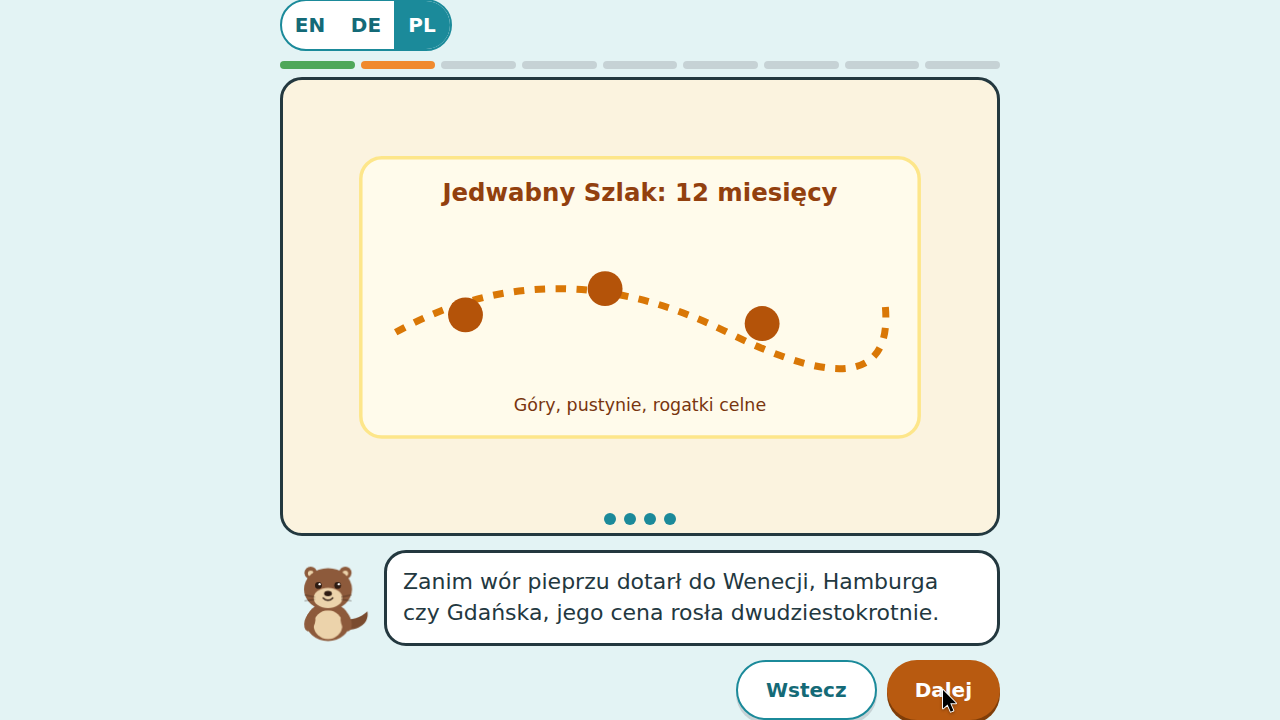 EN DE PL
Jedwabny Szlak: 12 miesięcy
Góry, pustynie, rogatki celne
Zanim wór pieprzu dotarł do Wenecji, Hamburga
czy Gdańska, jego cena rosła dwudziestokrotnie.
Wstecz Dalej